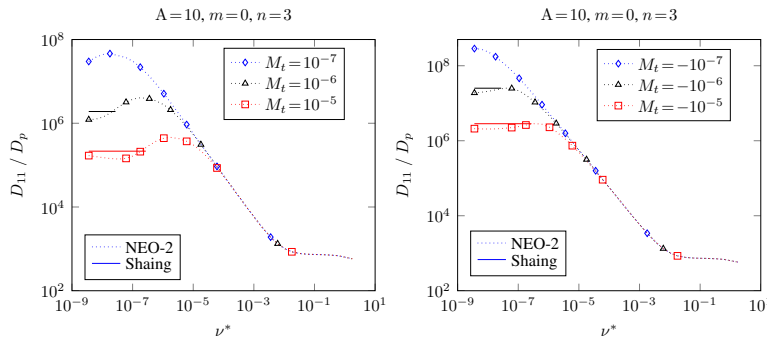 A=10, m=0, n=3
10^8
10^6
10^4
10^2
D_11 / D_p
M_t=10^-7
M_t=10^-6
M_t=10^-5
NEO-2
Shaing
10^-9 10^-7 10^-5 10^-3 10^-1 10^1
ν*
A=10, m=0, n=3
10^8
10^6
10^4
10^2
D_11 / D_p
M_t=−10^-7
M_t=−10^-6
M_t=−10^-5
NEO-2
Shaing
10^-9 10^-7 10^-5 10^-3 10^-1 10
ν*